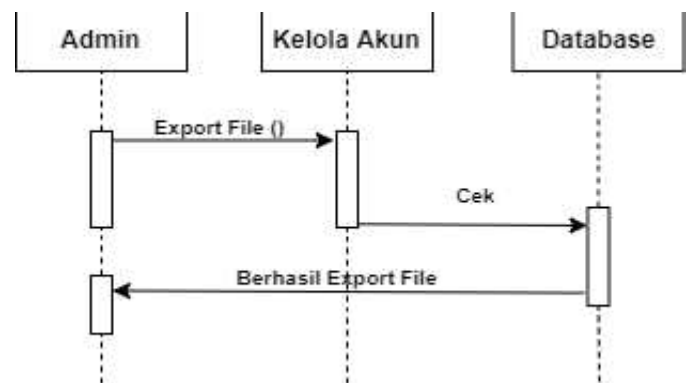 Admin
Kelola Akun
Database
Export File ()
Cek
Berhasil Export File